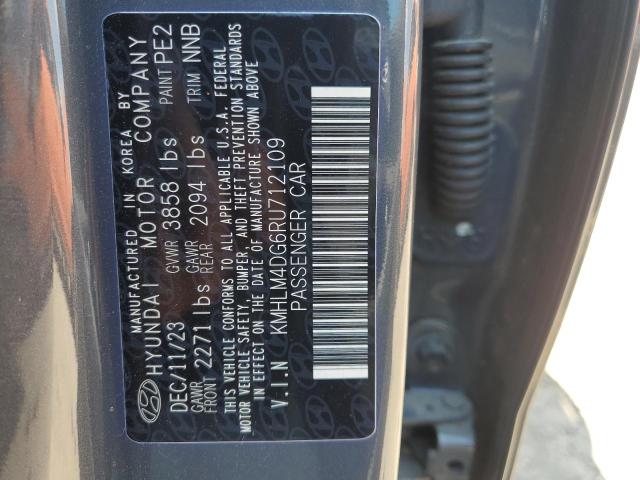 MANUFACTURED IN KOREA BY
HYUNDAI MOTOR COMPANY
DEC/11/23 GVWR 3858 lbs PAINT PE2
GAWR FRONT 2271 lbs GAWR REAR 2094 lbs TRIM NNB
THIS VEHICLE CONFORMS TO ALL APPLICABLE U.S.A. FEDERAL
MOTOR VEHICLE SAFETY, BUMPER, AND THEFT PREVENTION STANDARDS
IN EFFECT ON THE DATE OF MANUFACTURE SHOWN ABOVE
V.I.N KMHLM4DG6RU712109
PASSENGER CAR